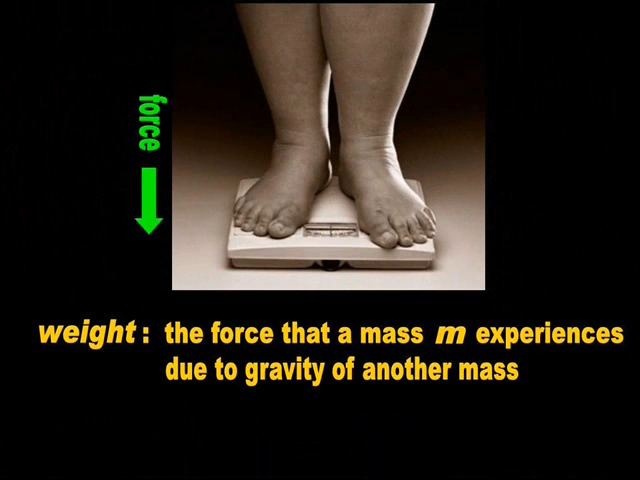 force
weight: the force that a mass m experiences
due to gravity of another mass